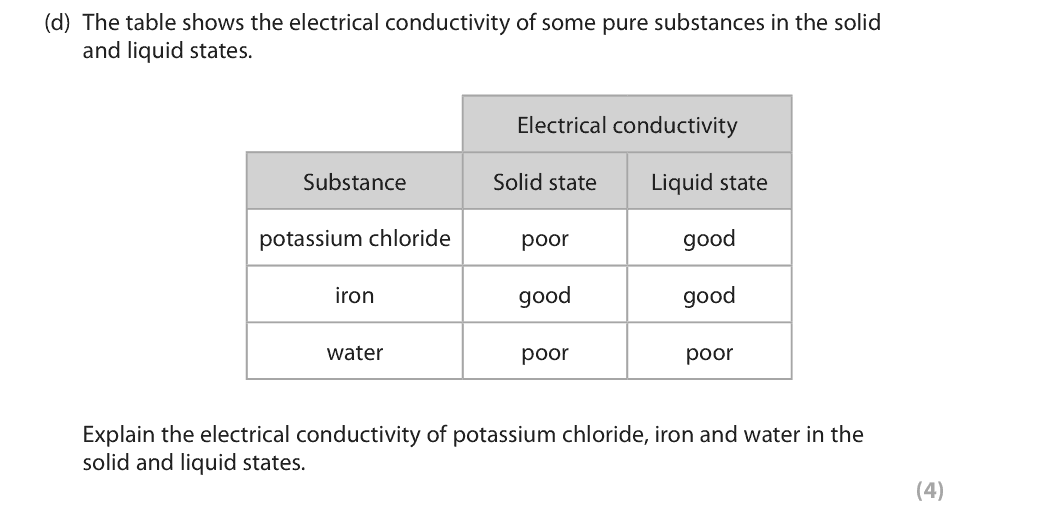 (d) The table shows the electrical conductivity of some pure substances in the solid
and liquid states.
Electrical conductivity
Substance Solid state Liquid state
potassium chloride poor good
iron good good
water poor poor
Explain the electrical conductivity of potassium chloride, iron and water in the
solid and liquid states.
(4)